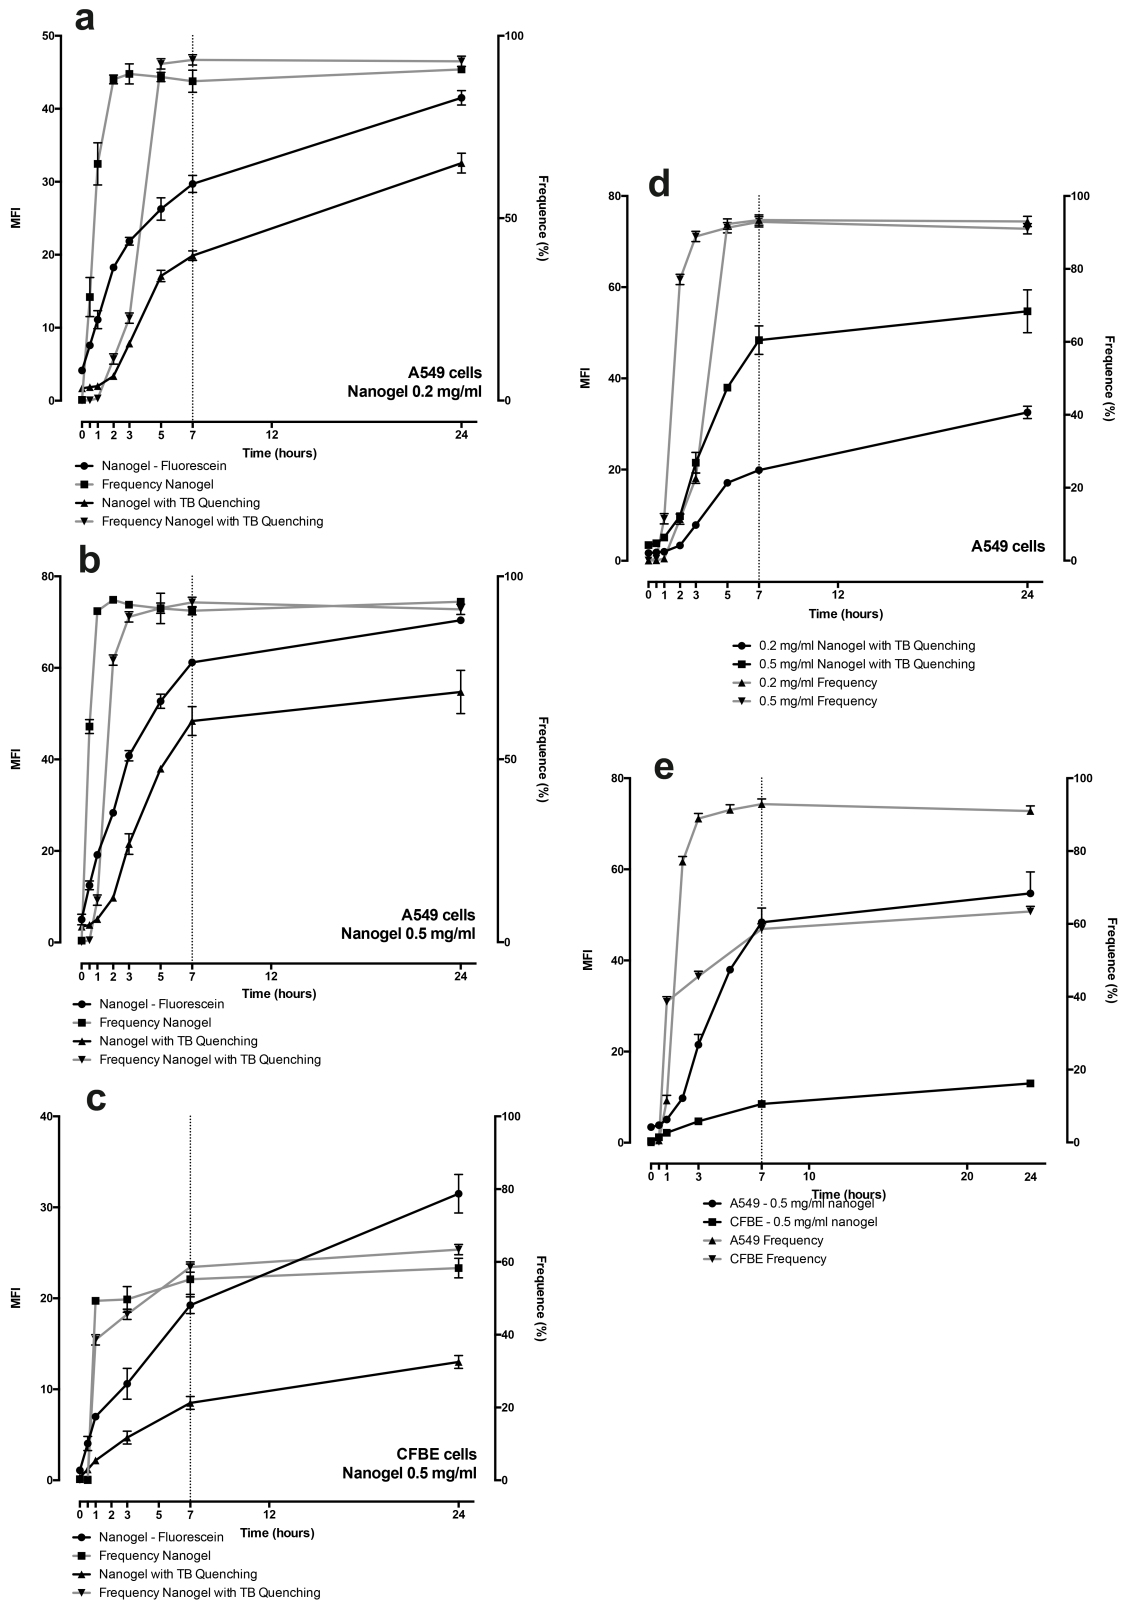 a
50
40
30
20
10
0
MFI
100
50
0
Frequence (%)
A549 cells
Nanogel 0.2 mg/ml
0 1 2 3 5 7 12 24
Time (hours)
Nanogel - Fluorescein
Frequency Nanogel
Nanogel with TB Quenching
Frequency Nanogel with TB Quenching
b
80
60
40
20
0
MFI
100
50
0
Frequence (%)
A549 cells
Nanogel 0.5 mg/ml
0 1 2 3 5 7 12 24
Time (hours)
Nanogel - Fluorescein
Frequency Nanogel
Nanogel with TB Quenching
Frequency Nanogel with TB Quenching
c
40
30
20
10
0
MFI
100
80
60
40
20
0
Frequence (%)
CFBE cells
Nanogel 0.5 mg/ml
0 1 2 3 5 7 12 24
Time (hours)
Nanogel - Fluorescein
Frequency Nanogel
Nanogel with TB Quenching
Frequency Nanogel with TB Quenching
d
80
60
40
20
0
MFI
100
80
60
40
20
0
Frequence (%)
A549 cells
0 1 2 3 5 7 12 24
Time (hours)
0.2 mg/ml Nanogel with TB Quenching
0.5 mg/ml Nanogel with TB Quenching
0.2 mg/ml Frequency
0.5 mg/ml Frequency
e
80
60
40
20
0
MFI
100
80
60
40
20
0
Frequence (%)
0 1 3 7 10 20 24
Time (hours)
A549 - 0.5 mg/ml nanogel
CFBE - 0.5 mg/ml nanogel
A549 Frequency
CFBE Frequency